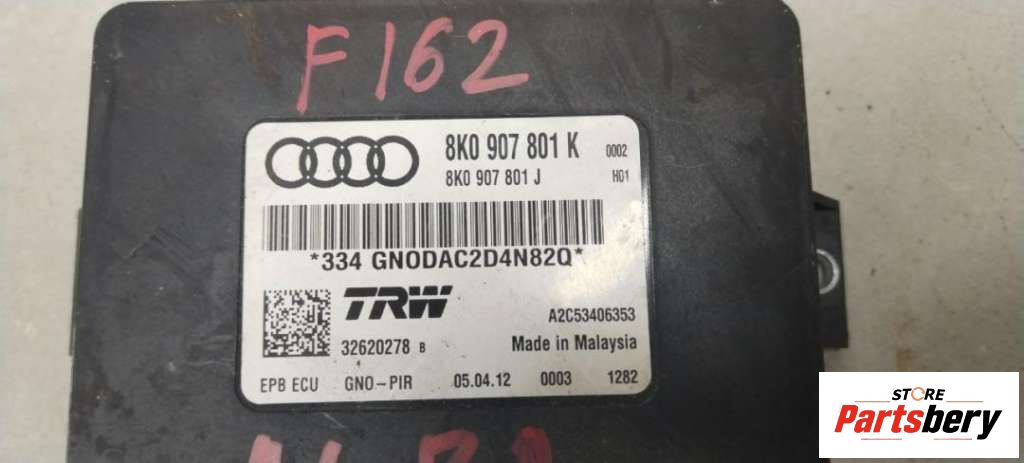 F162
8K0 907 801 K 0002
8K0 907 801 J H01
*334 GNODAC2D4N82Q*
TRW A2C53406353
32620278 B Made in Malaysia
EPB ECU GNO-PIR 05.04.12 0003 1282
STORE
Partsbery